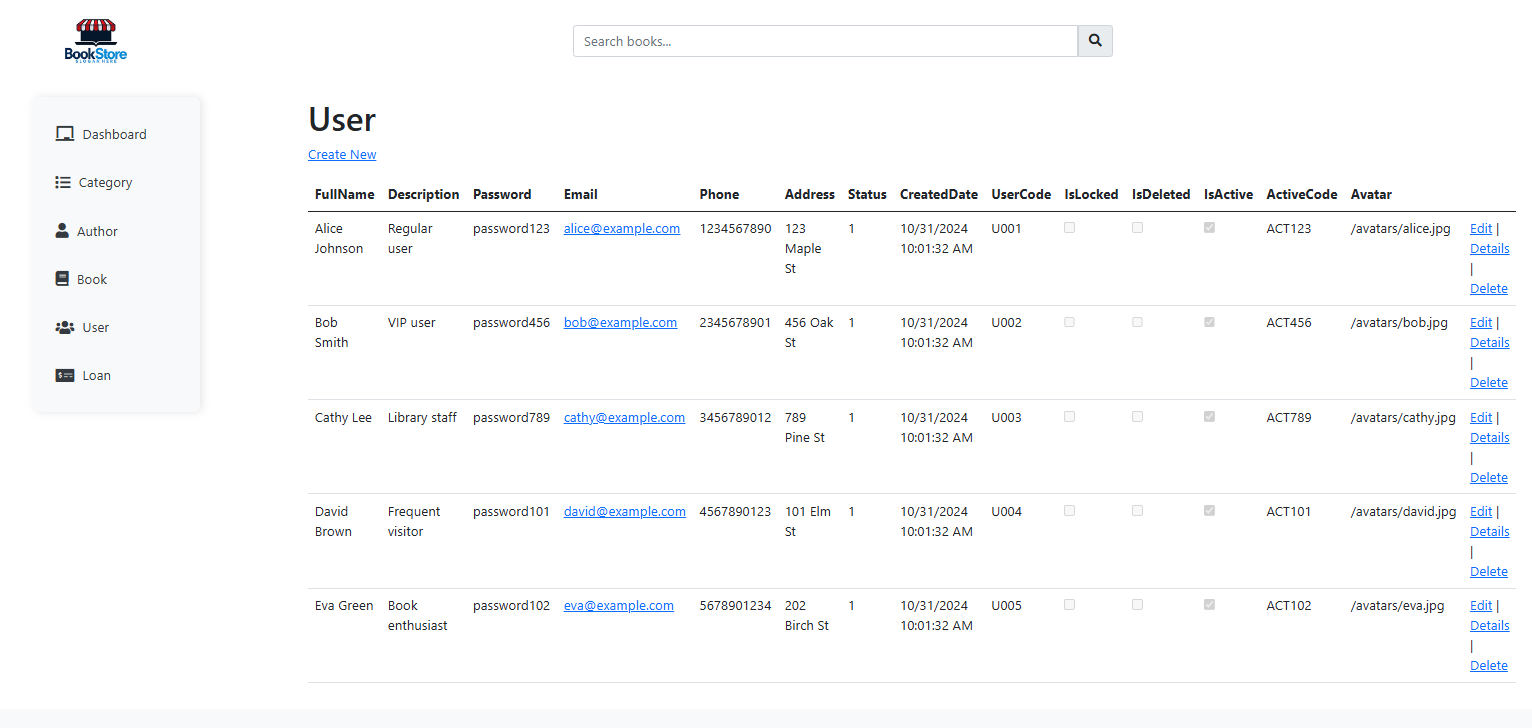 BookStore
SLOGAN HERE
Search books...
Dashboard
Category
Author
Book
User
Loan
User
Create New
FullName Description Password Email Phone Address Status CreatedDate UserCode IsLocked IsDeleted IsActive ActiveCode Avatar
Alice Regular password123 alice@example.com 1234567890 123 1 10/31/2024 U001 ACT123 /avatars/alice.jpg Edit |
Johnson user Maple 10:01:32 AM Details
St |
Delete
Bob VIP user password456 bob@example.com 2345678901 456 Oak 1 10/31/2024 U002 ACT456 /avatars/bob.jpg Edit |
Smith St 10:01:32 AM Details
|
Delete
Cathy Lee Library staff password789 cathy@example.com 3456789012 789 1 10/31/2024 U003 ACT789 /avatars/cathy.jpg Edit |
Pine St 10:01:32 AM Details
|
Delete
David Frequent password101 david@example.com 4567890123 101 Elm 1 10/31/2024 U004 ACT101 /avatars/david.jpg Edit |
Brown visitor St 10:01:32 AM Details
|
Delete
Eva Green Book password102 eva@example.com 5678901234 202 1 10/31/2024 U005 ACT102 /avatars/eva.jpg Edit |
enthusiast Birch St 10:01:32 AM Details
|
Delete